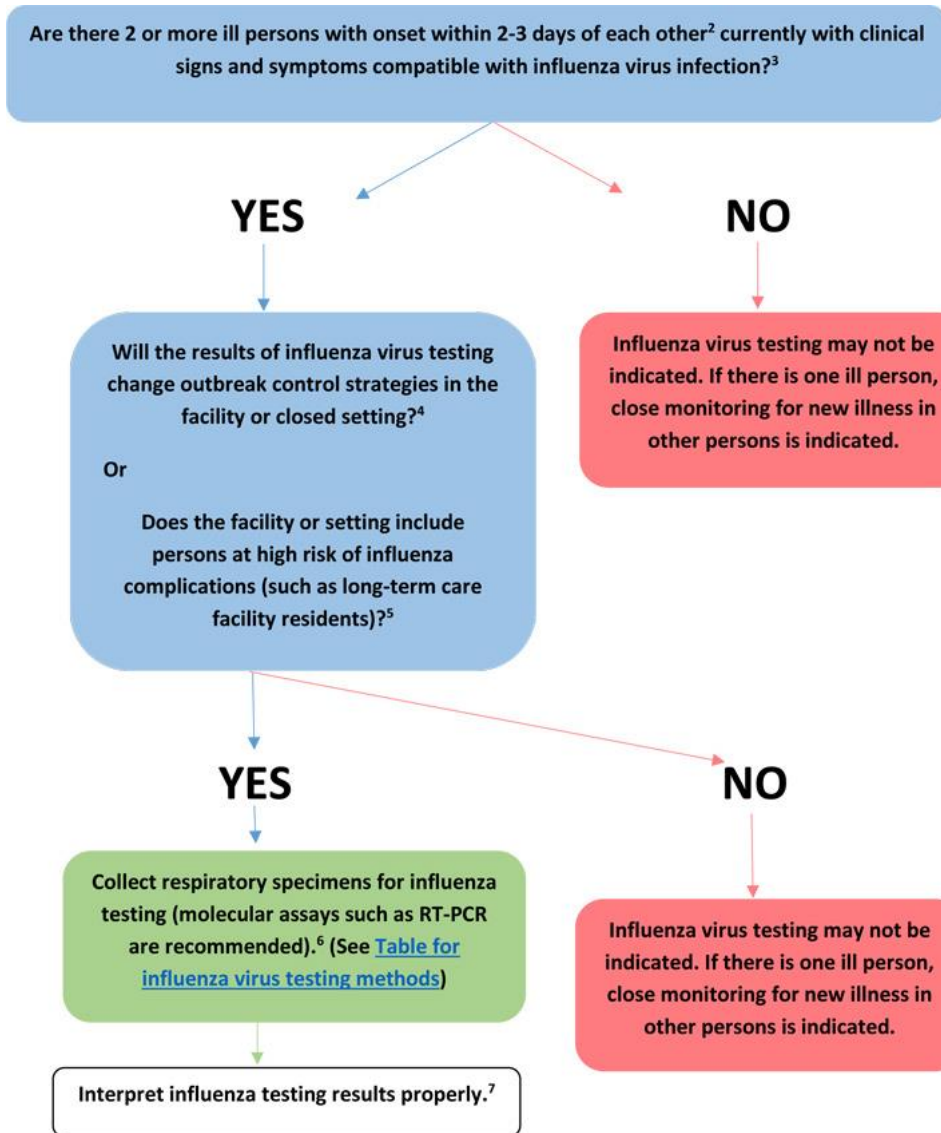 Are there 2 or more ill persons with onset within 2-3 days of each other² currently with clinical
signs and symptoms compatible with influenza virus infection?³
YES
NO
Will the results of influenza virus testing
change outbreak control strategies in the
facility or closed setting?⁴
Or
Does the facility or setting include
persons at high risk of influenza
complications (such as long-term care
facility residents)?⁵
Influenza virus testing may not be
indicated. If there is one ill person,
close monitoring for new illness in
other persons is indicated.
YES
NO
Collect respiratory specimens for influenza
testing (molecular assays such as RT-PCR
are recommended).⁶ (See Table for
influenza virus testing methods)
Influenza virus testing may not be
indicated. If there is one ill person,
close monitoring for new illness in
other persons is indicated.
Interpret influenza testing results properly.⁷